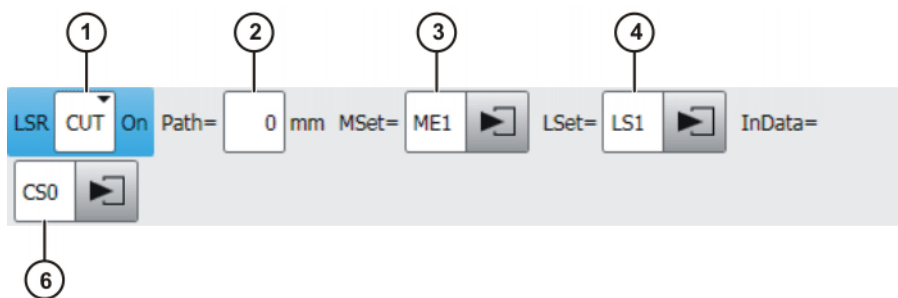 1 2 3 4
LSR CUT On Path= 0 mm MSet= ME1 LSet= LS1 InData=
CS0
6